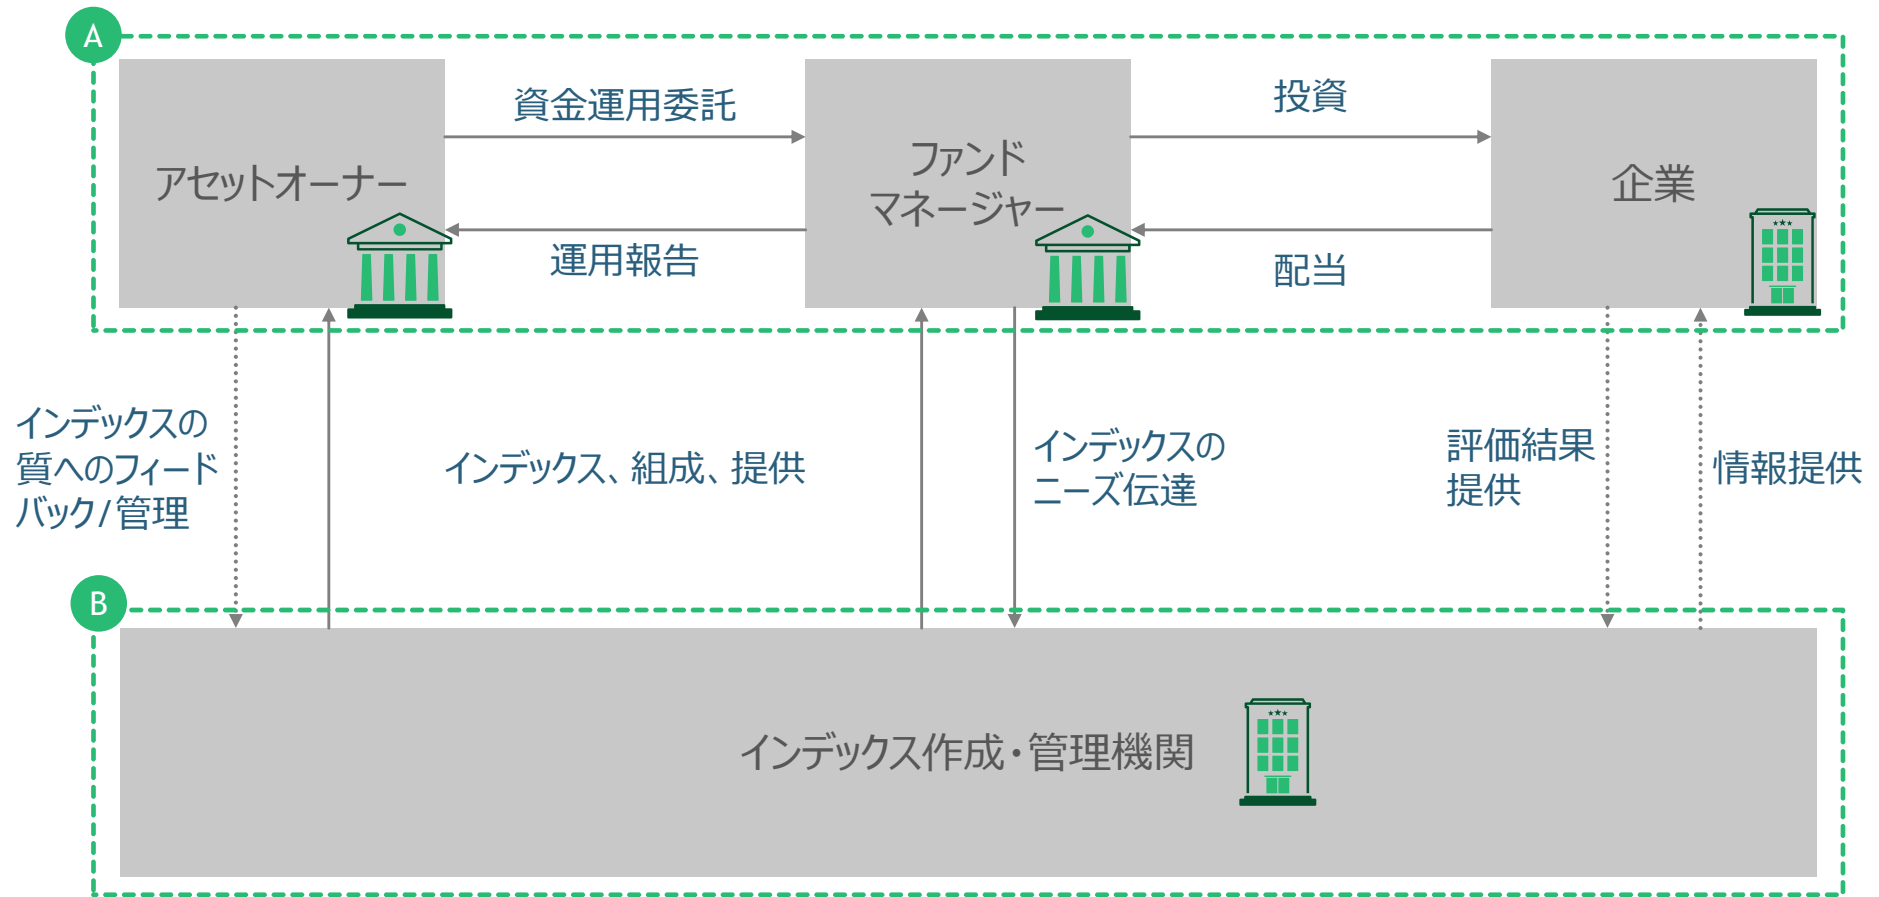 A
アセットオーナー
資金運用委託
運用報告
ファンド
マネージャー
投資
配当
企業
インデックスの
質へのフィード
バック/管理
インデックス、組成、提供
インデックスの
ニーズ伝達
評価結果
提供
情報提供
B
インデックス作成・管理機関